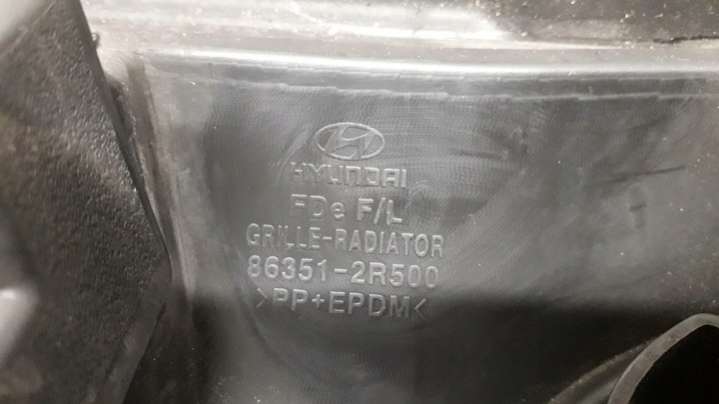 HYUNDAI
FDe F/L
GRILLE-RADIATOR
86351-2R500
>PP+EPDM<